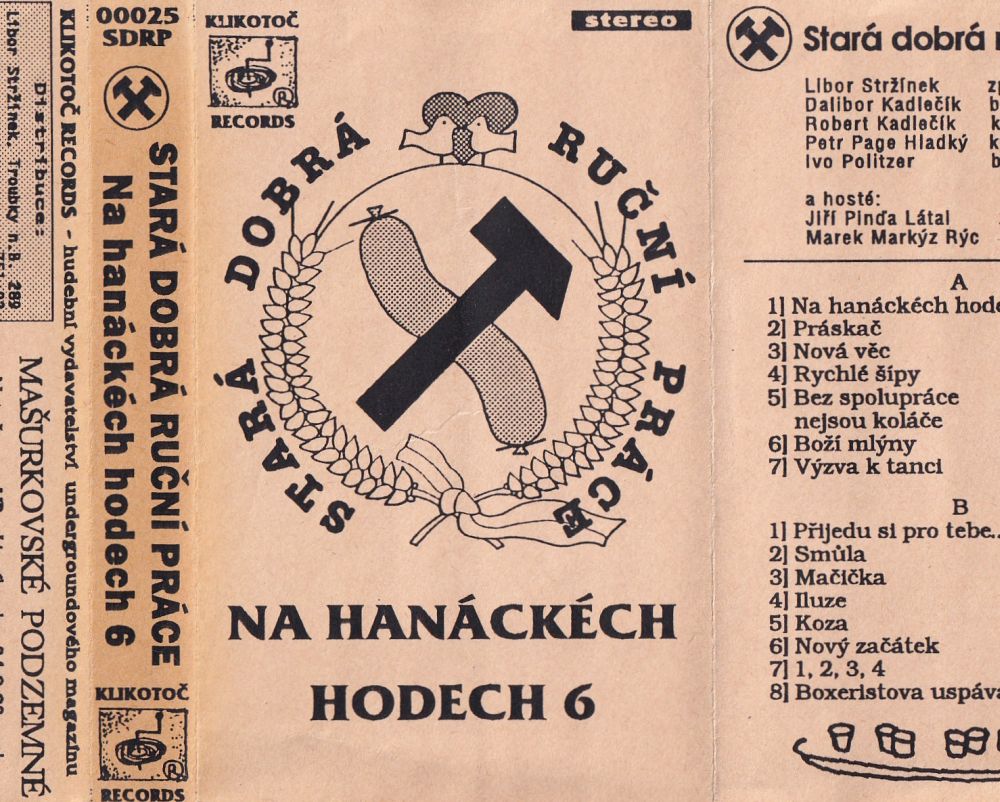 Distribuce:
Libor Stržínek, Troubky n.B. 289
KLIKOTOČ RECORDS - hudební vydavatelství undergroundového magazínu
MAŠURKOVSKÉ PODZEMNÉ
00025
SDRP
STARÁ DOBRÁ RUČNÍ PRÁCE
Na hanáckéch hodech 6
KLIKOTOČ
R
RECORDS
KLIKOTOČ
R
RECORDS
stereo
STARÁ DOBRÁ RUČNÍ PRÁCE
NA HANÁCKÉCH
HODECH 6
Stará dobrá
Libor Stržínek
Dalibor Kadlečík
Robert Kadlečík
Petr Page Hladký
Ivo Politzer
a hosté:
Jiří Pinďa Látal
Marek Markýz Rýc
A
1] Na hanáckéch
2] Práskač
3] Nová věc
4] Rychlé šípy
5] Bez spolupráce
nejsou koláče
6] Boží mlýny
7] Výzva k tanci
B
1] Přijedu si pro tebe..
2] Smůla
3] Mačička
4] Iluze
5] Koza
6] Nový začátek
7] 1, 2, 3, 4
8] Boxeristova